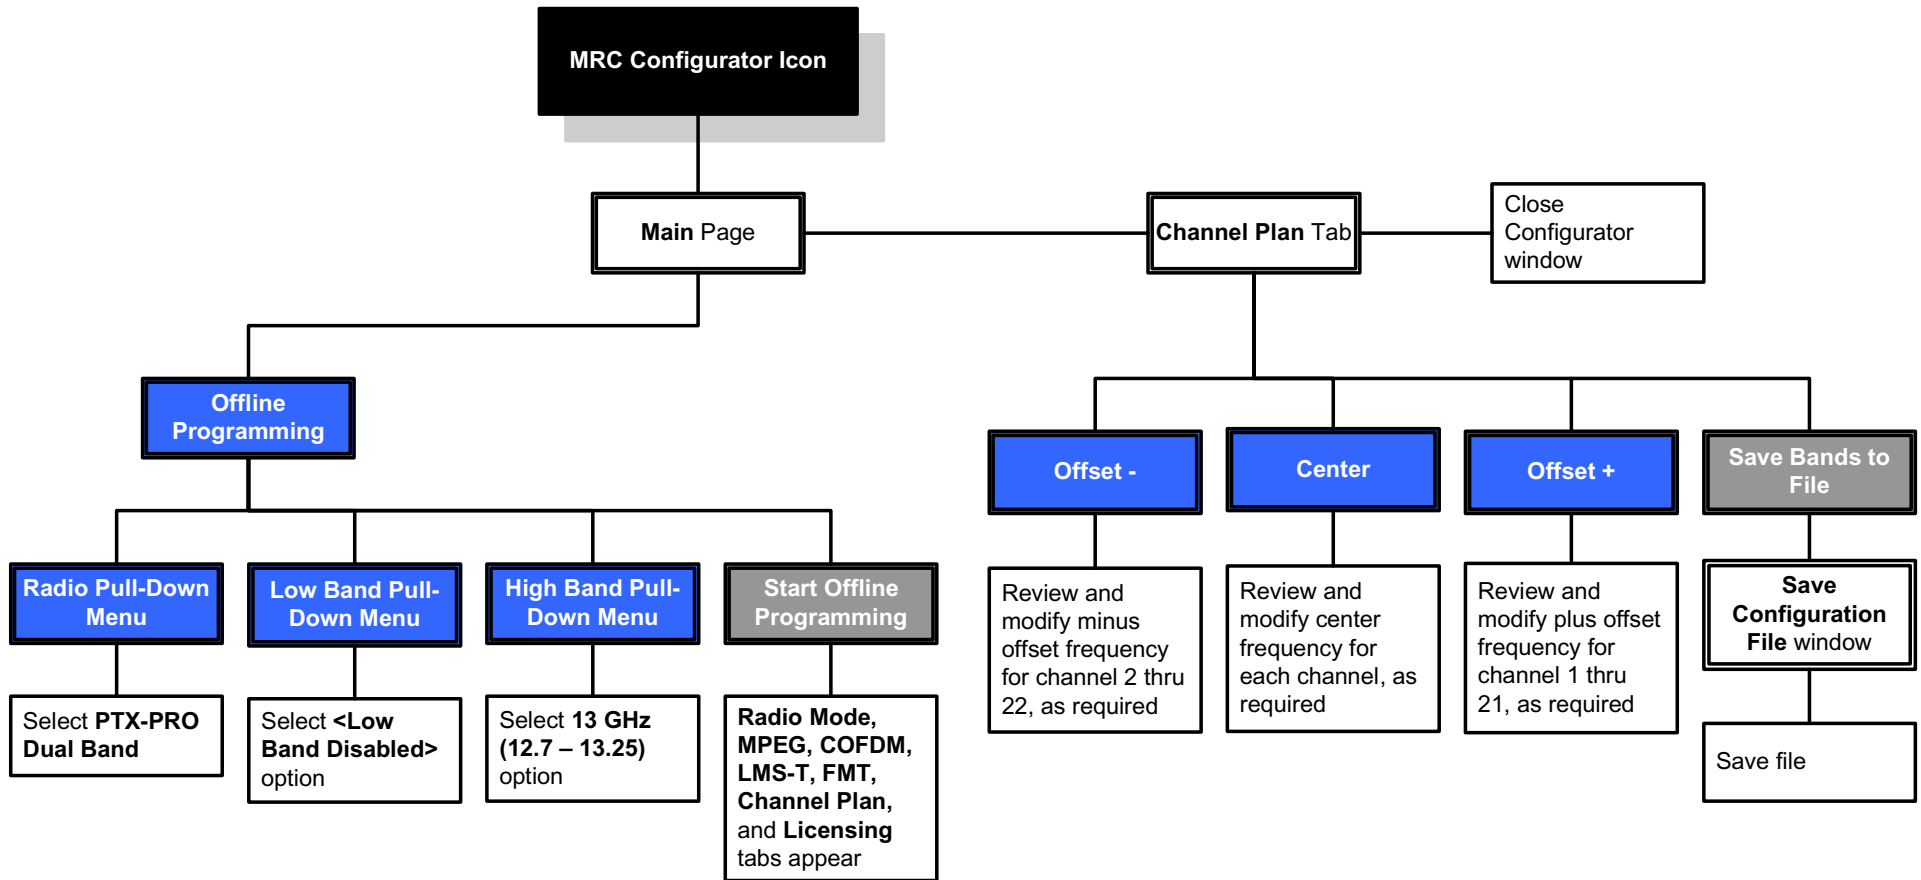 MRC Configurator Icon
Main Page
Channel Plan Tab
Close
Configurator
window
Offline
Programming
Offset -
Center
Offset +
Save Bands to
File
Radio Pull-Down
Menu
Low Band Pull-
Down Menu
High Band Pull-
Down Menu
Start Offline
Programming
Review and
modify minus
offset frequency
for channel 2 thru
22, as required
Review and
modify center
frequency for
each channel, as
required
Review and
modify plus offset
frequency for
channel 1 thru
21, as required
Save
Configuration
File window
Select PTX-PRO
Dual Band
Select <Low
Band Disabled>
option
Select 13 GHz
(12.7 – 13.25)
option
Radio Mode,
MPEG, COFDM,
LMS-T, FMT,
Channel Plan,
and Licensing
tabs appear
Save file